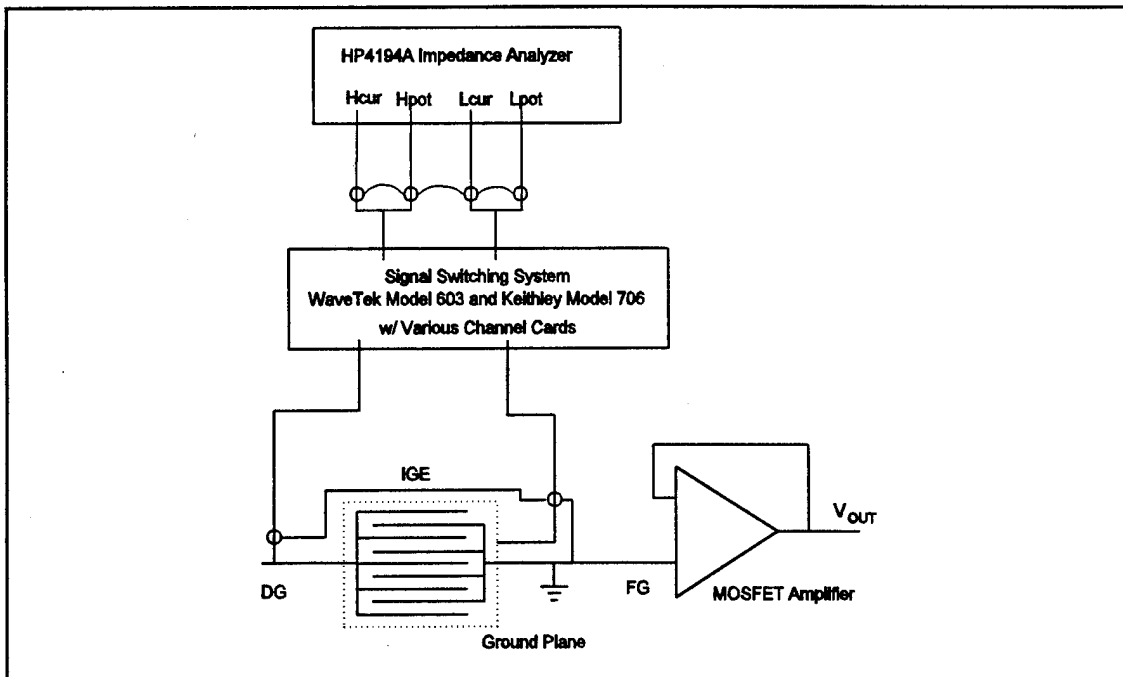 HP4194A Impedance Analyzer
Hcur Hpot Lcur Lpot
Signal Switching System
WaveTek Model 603 and Keithley Model 706
w/ Various Channel Cards
IGE
VOUT
DG
FG
MOSFET Amplifier
Ground Plane